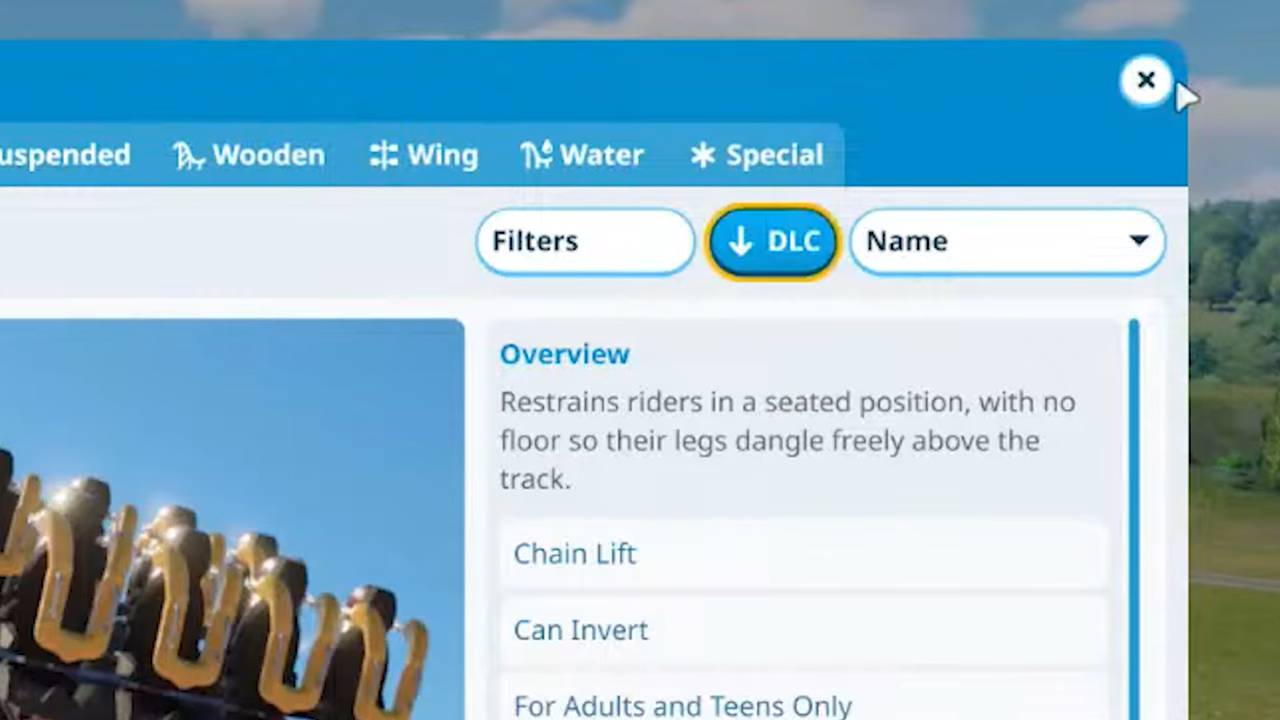 uspended Wooden Wing Water Special
Filters DLC Name
Overview
Restrains riders in a seated position, with no
floor so their legs dangle freely above the
track.
Chain Lift
Can Invert
For Adults and Teens Only